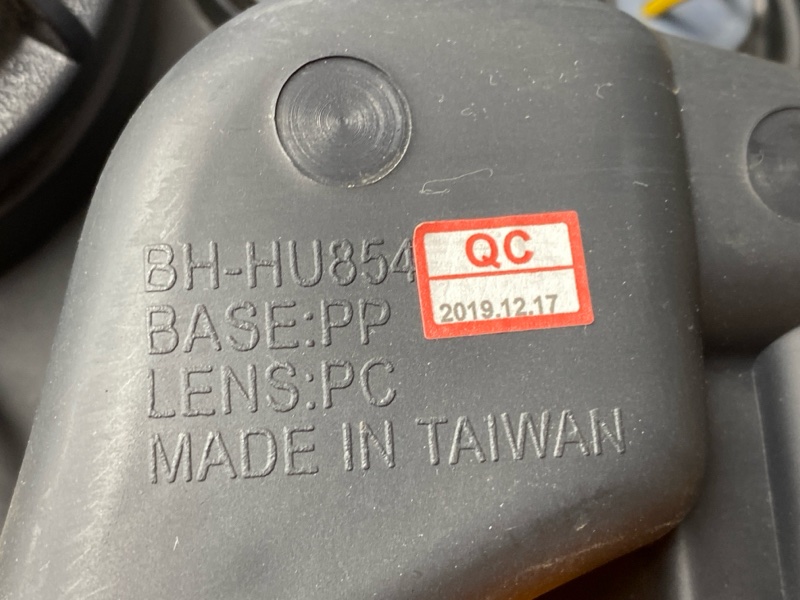 BH-HU854
BASE:PP
LENS:PC
MADE IN TAIWAN
QC
2019.12.17